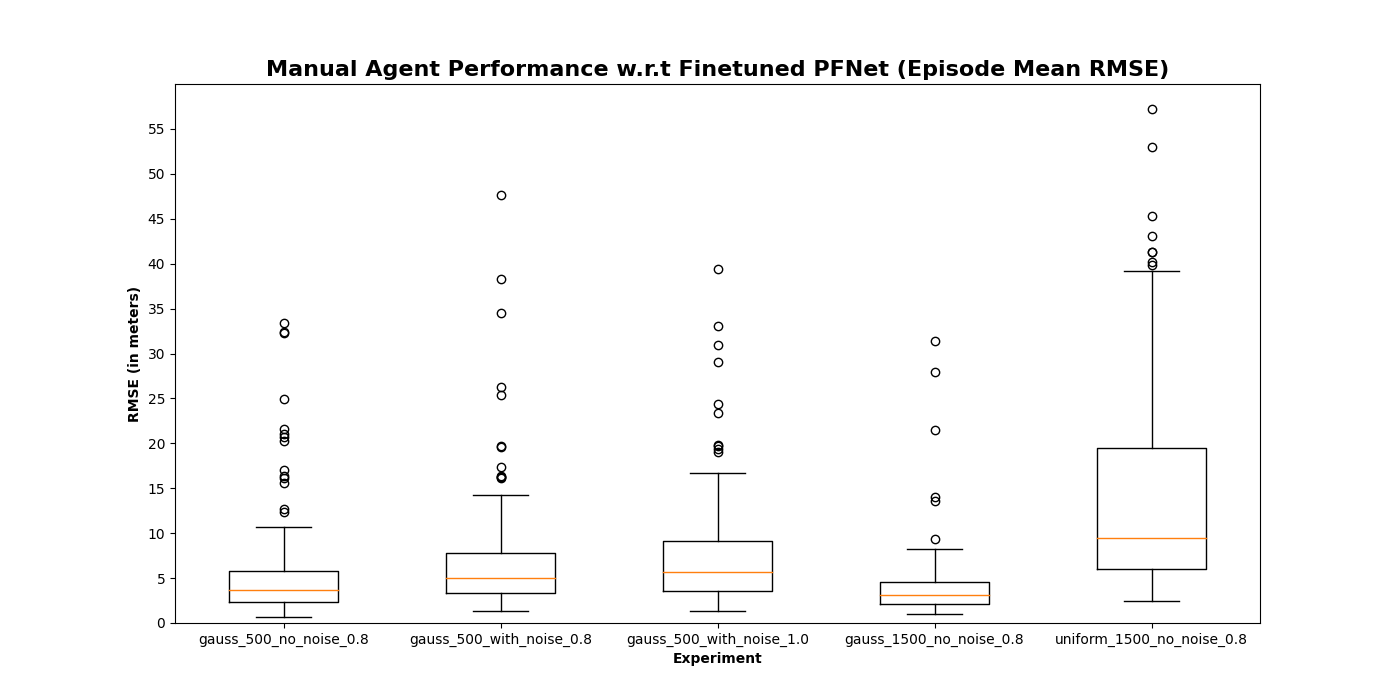 Manual Agent Performance w.r.t Finetuned PFNet (Episode Mean RMSE)
55
50
45
40
35
30
25
20
15
10
5
0
RMSE (in meters)
gauss_500_no_noise_0.8
gauss_500_with_noise_0.8
gauss_500_with_noise_1.0
gauss_1500_no_noise_0.8
uniform_1500_no_noise_0.8
Experiment